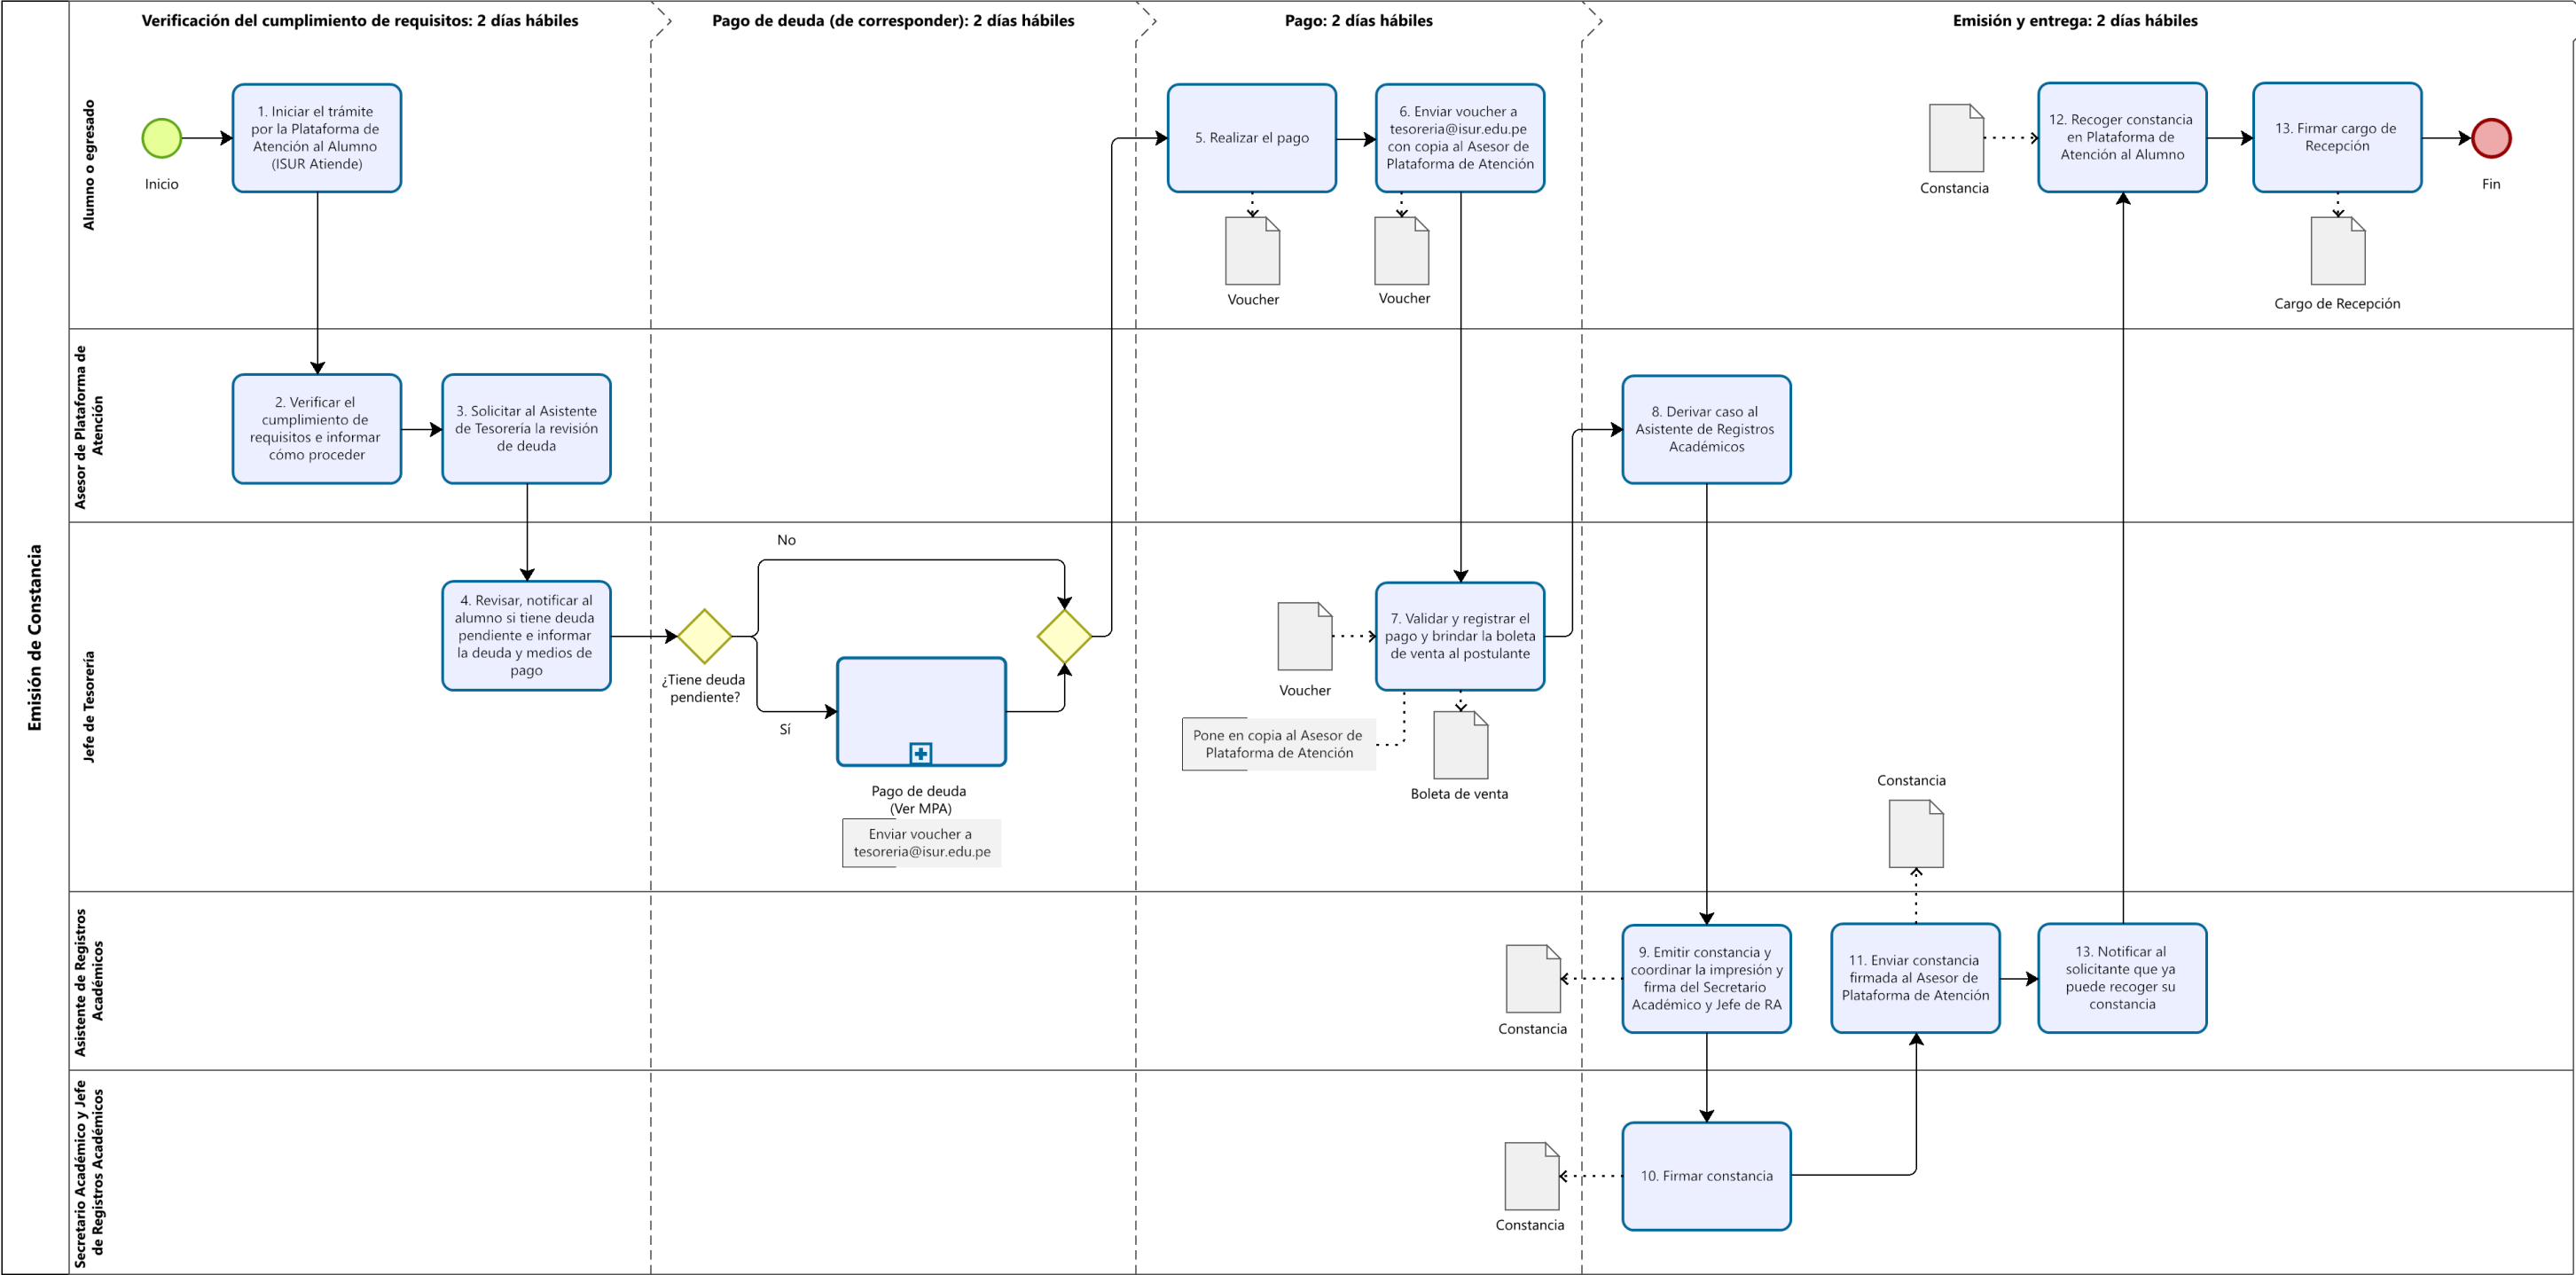 Verificación del cumplimiento de requisitos: 2 días hábiles
Pago de deuda (de corresponder): 2 días hábiles
Pago: 2 días hábiles
Emisión y entrega: 2 días hábiles
Emisión de Constancia
Alumno o egresado
Inicio
1. Iniciar el trámite
por la Plataforma de
Atención al Alumno
(ISUR Atiende)
5. Realizar el pago
Voucher
6. Enviar voucher a
tesoreria@isur.edu.pe
con copia al Asesor de
Plataforma de Atención
Voucher
Constancia
12. Recoger constancia
en Plataforma de
Atención al Alumno
13. Firmar cargo de
Recepción
Cargo de Recepción
Fin
Asesor de Plataforma de
Atención
2. Verificar el
cumplimiento de
requisitos e informar
cómo proceder
3. Solicitar al Asistente
de Tesorería la revisión
de deuda
8. Derivar caso al
Asistente de Registros
Académicos
Jefe de Tesorería
4. Revisar, notificar al
alumno si tiene deuda
pendiente e informar
la deuda y medios de
pago
¿Tiene deuda
pendiente?
No
Sí
Pago de deuda
(Ver MPA)
Enviar voucher a
tesoreria@isur.edu.pe
Voucher
7. Validar y registrar el
pago y brindar la boleta
de venta al postulante
Pone en copia al Asesor de
Plataforma de Atención
Boleta de venta
Constancia
Asistente de Registros
Académicos
Constancia
9. Emitir constancia y
coordinar la impresión y
firma del Secretario
Académico y Jefe de RA
11. Enviar constancia
firmada al Asesor de
Plataforma de Atención
13. Notificar al
solicitante que ya
puede recoger su
constancia
Secretario Académico y Jefe
de Registros Académicos
Constancia
10. Firmar constancia